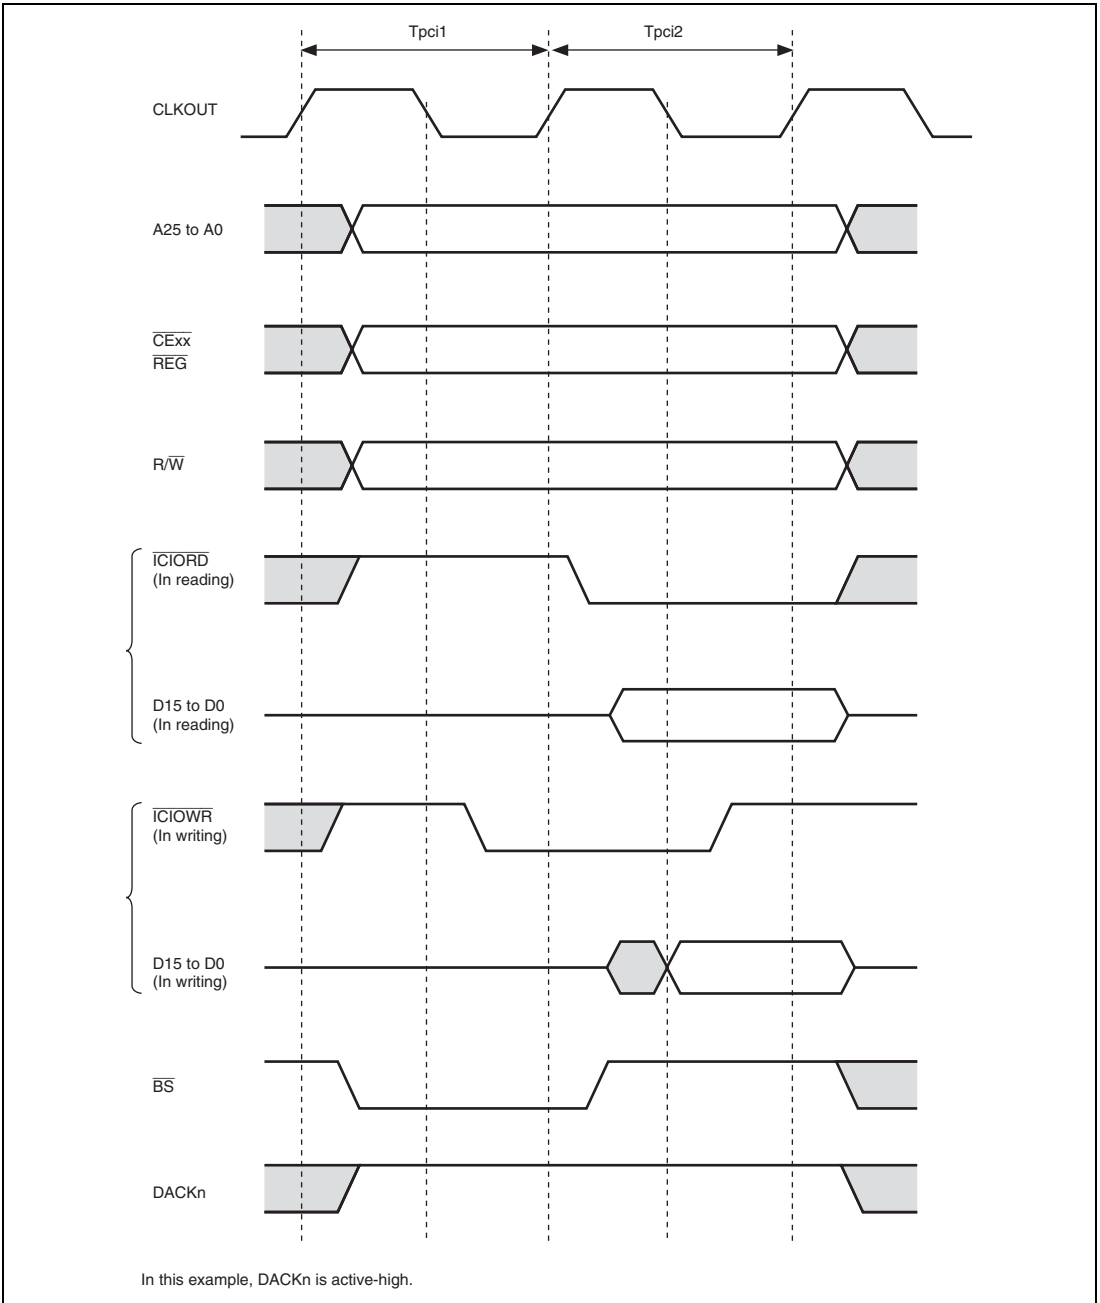 Tpci1 Tpci2
CLKOUT
A25 to A0
CExx
REG
R/W
ICIORD
(In reading)
D15 to D0
(In reading)
ICIOWR
(In writing)
D15 to D0
(In writing)
BS
DACKn
In this example, DACKn is active-high.